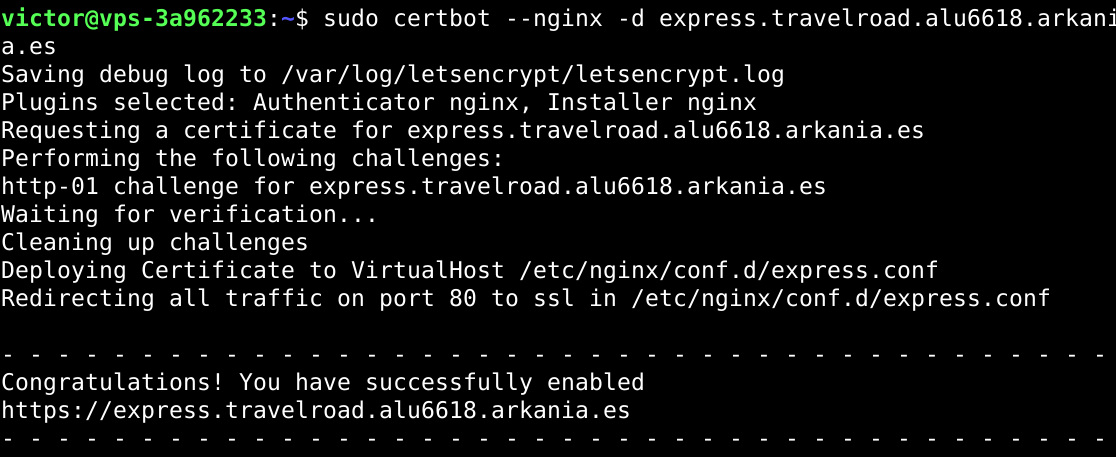 victor@vps-3a962233:~$ sudo certbot --nginx -d express.travelroad.alu6618.arkani
a.es
Saving debug log to /var/log/letsencrypt/letsencrypt.log
Plugins selected: Authenticator nginx, Installer nginx
Requesting a certificate for express.travelroad.alu6618.arkania.es
Performing the following challenges:
http-01 challenge for express.travelroad.alu6618.arkania.es
Waiting for verification...
Cleaning up challenges
Deploying Certificate to VirtualHost /etc/nginx/conf.d/express.conf
Redirecting all traffic on port 80 to ssl in /etc/nginx/conf.d/express.conf

- - - - - - - - - - - - - - - - - - - - - - - - - - - - - - - - - - - - - - - -
Congratulations! You have successfully enabled
https://express.travelroad.alu6618.arkania.es
- - - - - - - - - - - - - - - - - - - - - - - - - - - - - - - - - - - - - - - -